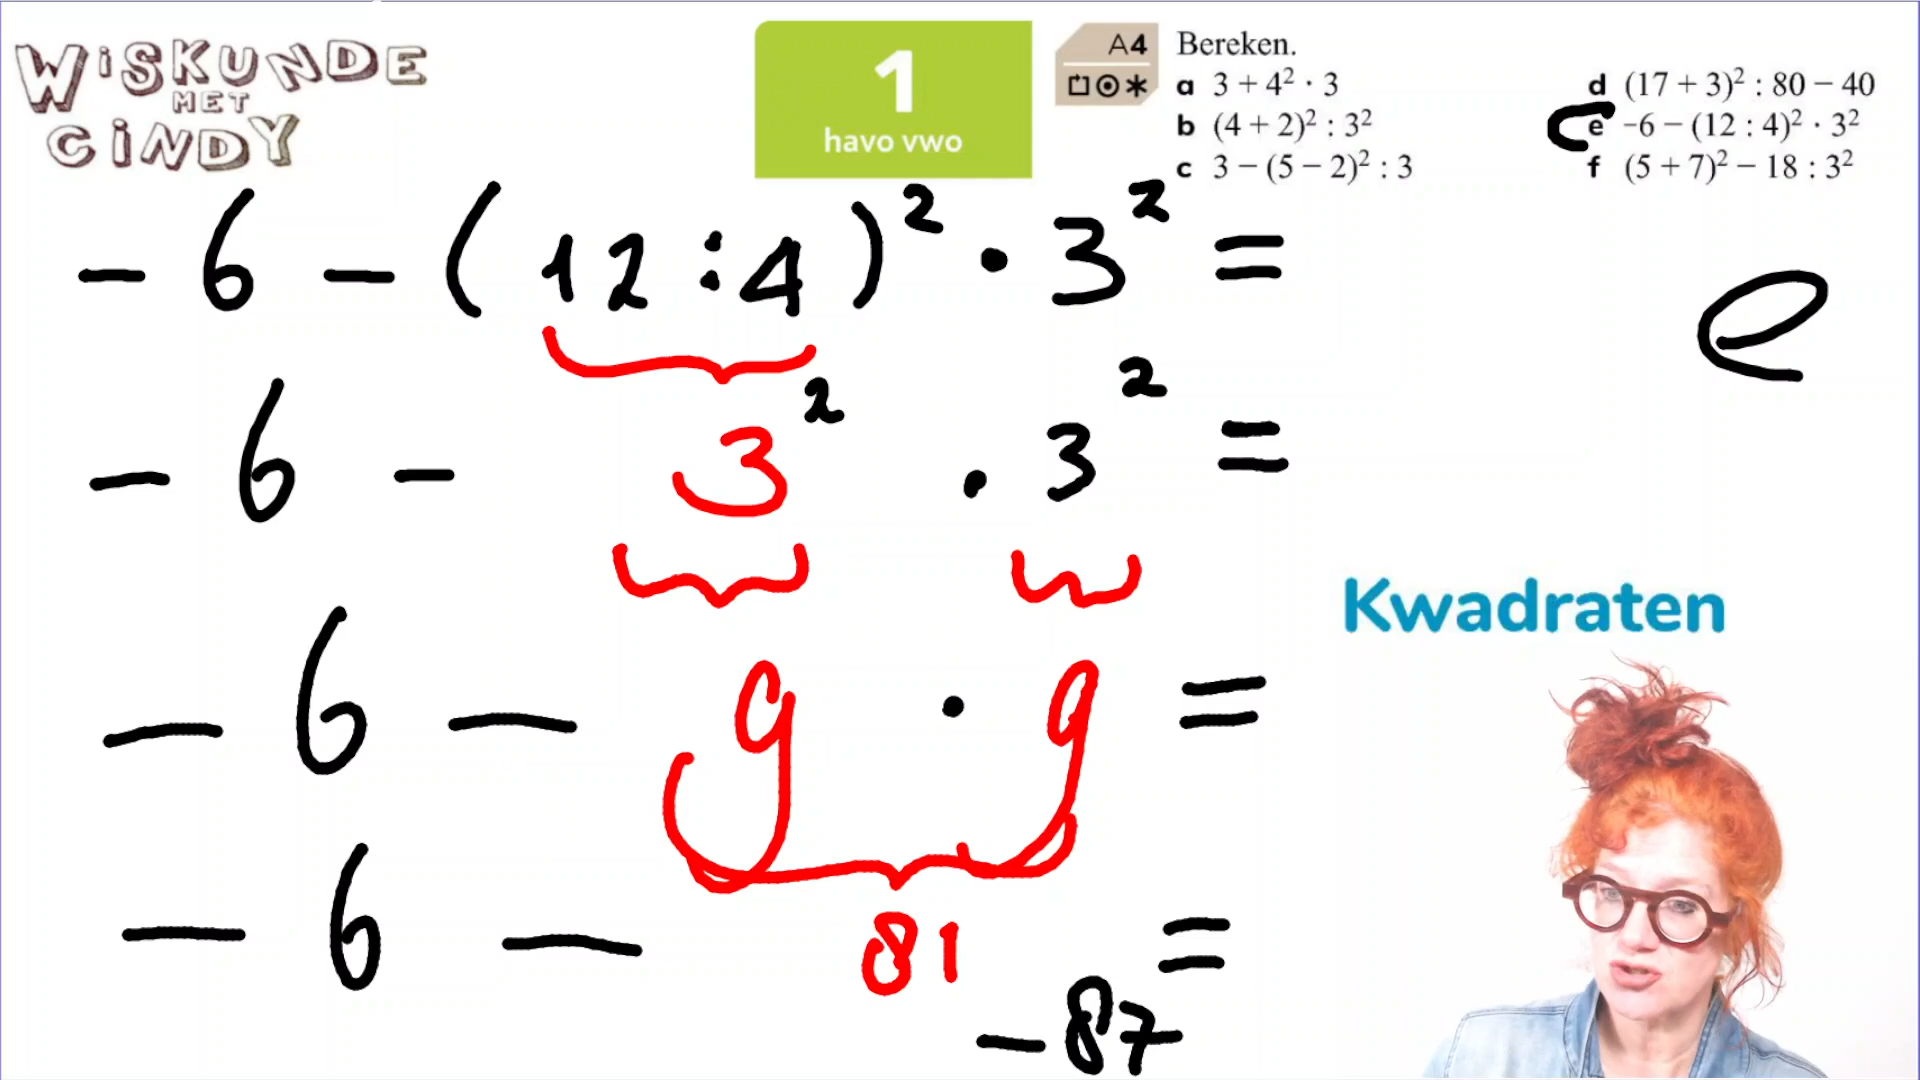 WiSKUNDE
MET
CiNDY
1
havo vwo
A4
Bereken.
a 3 + 4² · 3
b (4 + 2)² : 3²
c 3 – (5 – 2)² : 3
d (17 + 3)² : 80 – 40
e -6 – (12 : 4)² · 3²
f (5 + 7)² – 18 : 3²
e
- 6 - (12 : 4)² · 3² =
- 6 - 3² · 3² =
- 6 - 9 · 9 =
- 6 - 81 =
- 87
Kwadraten